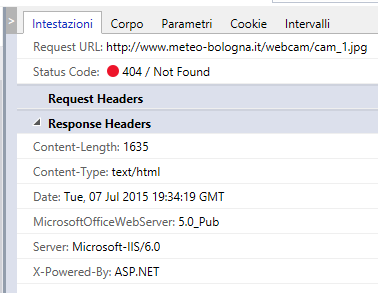 Intestazioni Corpo Parametri Cookie Intervalli
Request URL: http://www.meteo-bologna.it/webcam/cam_1.jpg
Status Code: 404 / Not Found
Request Headers
Response Headers
Content-Length: 1635
Content-Type: text/html
Date: Tue, 07 Jul 2015 19:34:19 GMT
MicrosoftOfficeWebServer: 5.0_Pub
Server: Microsoft-IIS/6.0
X-Powered-By: ASP.NET